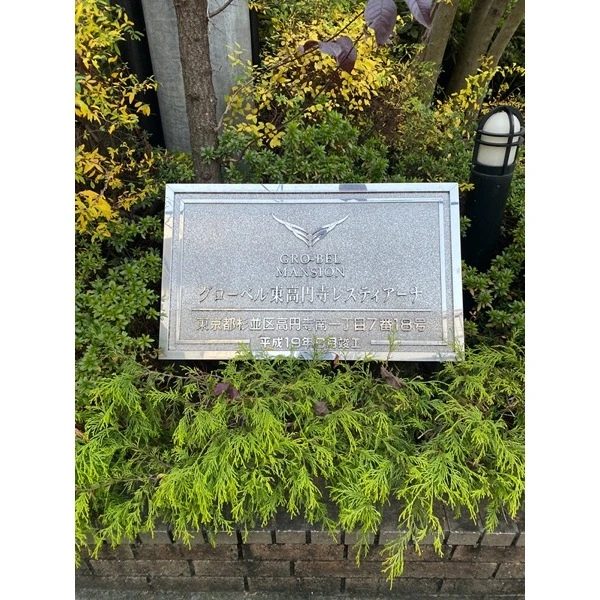 GRO-BEL
MANSION
グローベル東高円寺レスティアーナ
東京都杉並区高円寺南一丁目7番18号
平成19年 月竣工